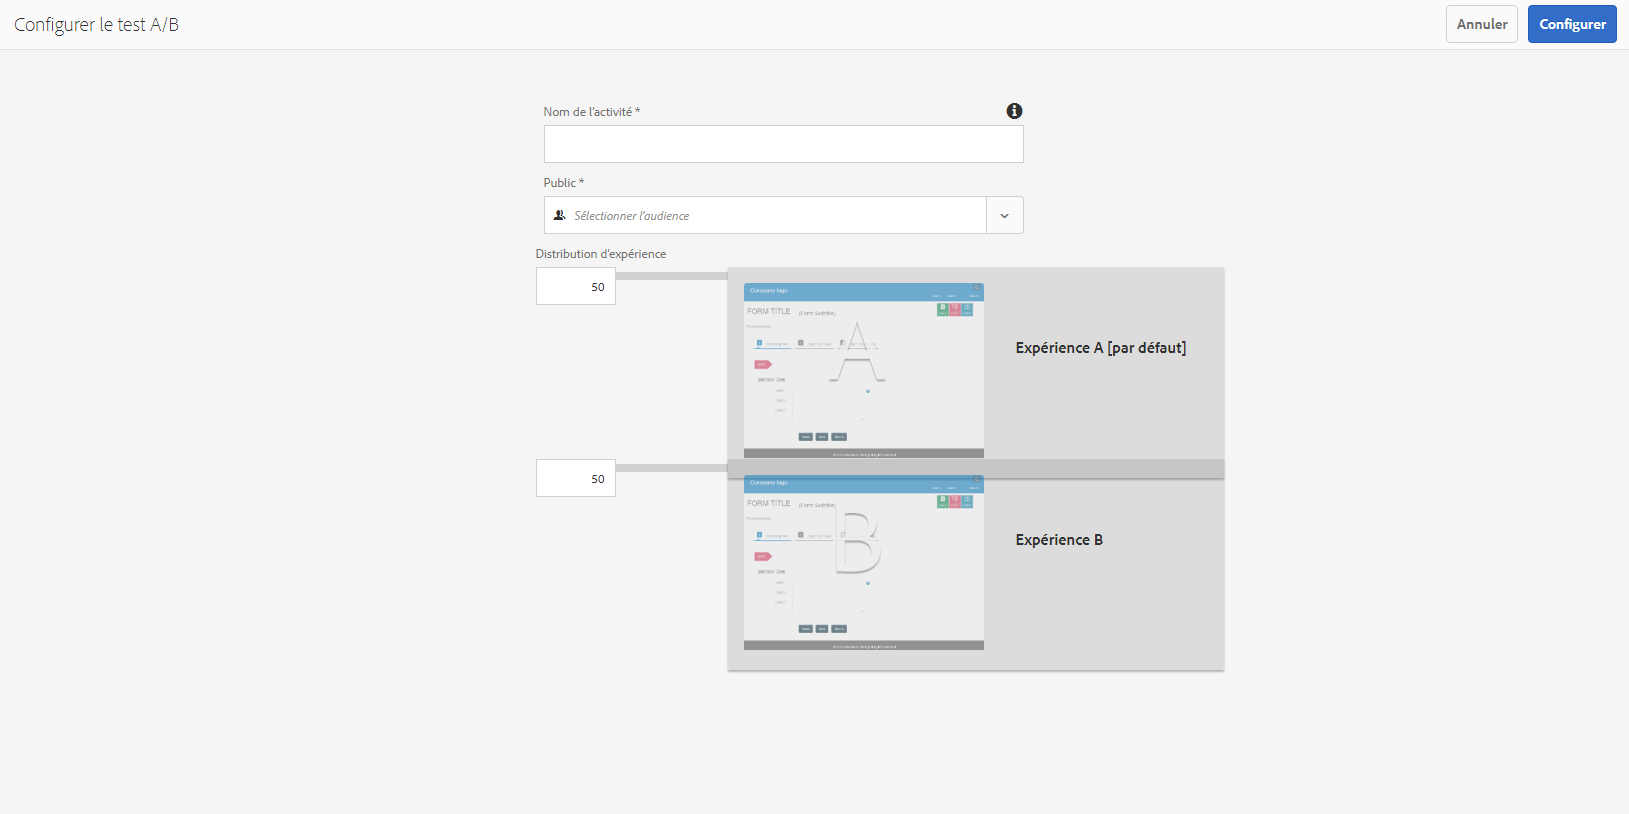 Configurer le test A/B
Annuler
Configurer
Nom de l'activité *
Public *
Sélectionner l'audience
Distribution d'expérience
50
Company logo
FORM TITLE
(Form Subtitle)
A
Section One
Expérience A [par défaut]
50
Company logo
FORM TITLE
(Form Subtitle)
B
Section One
Expérience B